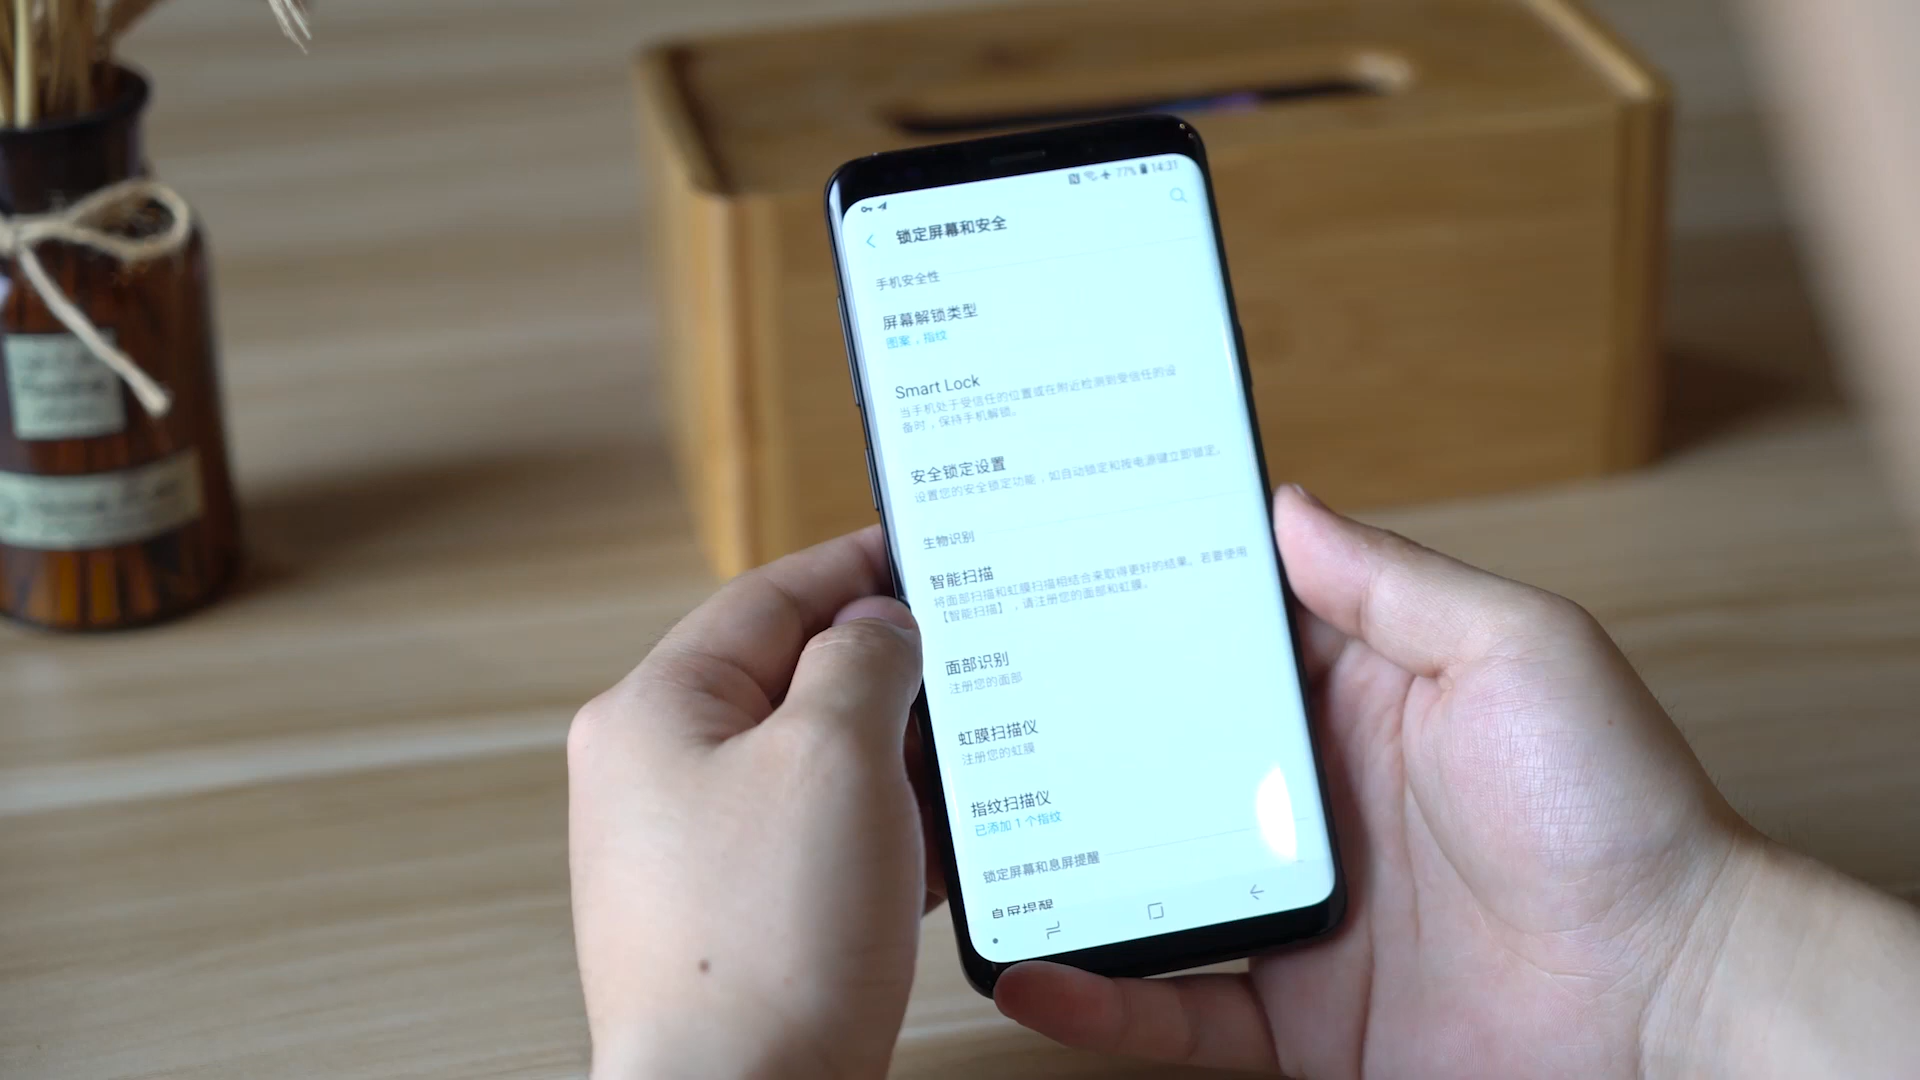 77% 14:31
锁定屏幕和安全
手机安全性
屏幕解锁类型
图案，指纹
Smart Lock
当手机处于受信任的位置或在附近检测到受信任的设
备时，保持手机解锁。
安全锁定设置
设置您的安全锁定功能，如自动锁定和按电源键立即锁定。
生物识别
智能扫描
将面部扫描和虹膜扫描相结合来取得更好的结果。若要使用
【智能扫描】，请注册您的面部和虹膜。
面部识别
注册您的面部
虹膜扫描仪
注册您的虹膜
指纹扫描仪
已添加 1 个指纹
锁定屏幕和息屏提醒
息屏提醒